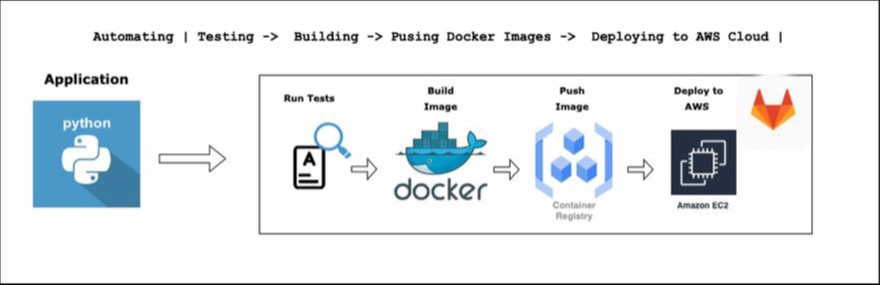 Automating | Testing -> Building -> Pusing Docker Images -> Deploying to AWS Cloud |
Application
python
Run Tests
A
Build
Image
docker
Push
Image
Container
Registry
Deploy to
AWS
Amazon EC2